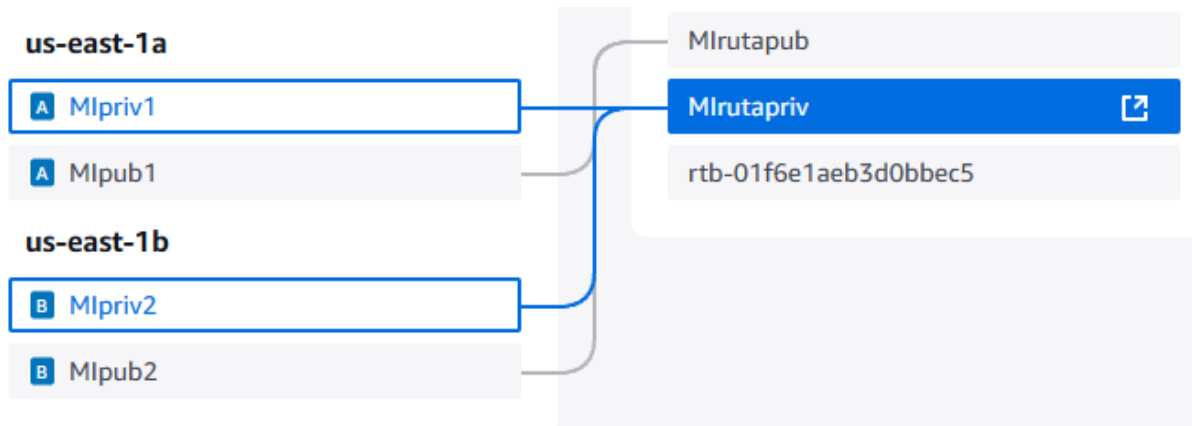 us-east-1a
A MIpriv1
A MIpub1
us-east-1b
B MIpriv2
B MIpub2
MIrutapub
MIrutapriv
rtb-01f6e1aeb3d0bbec5